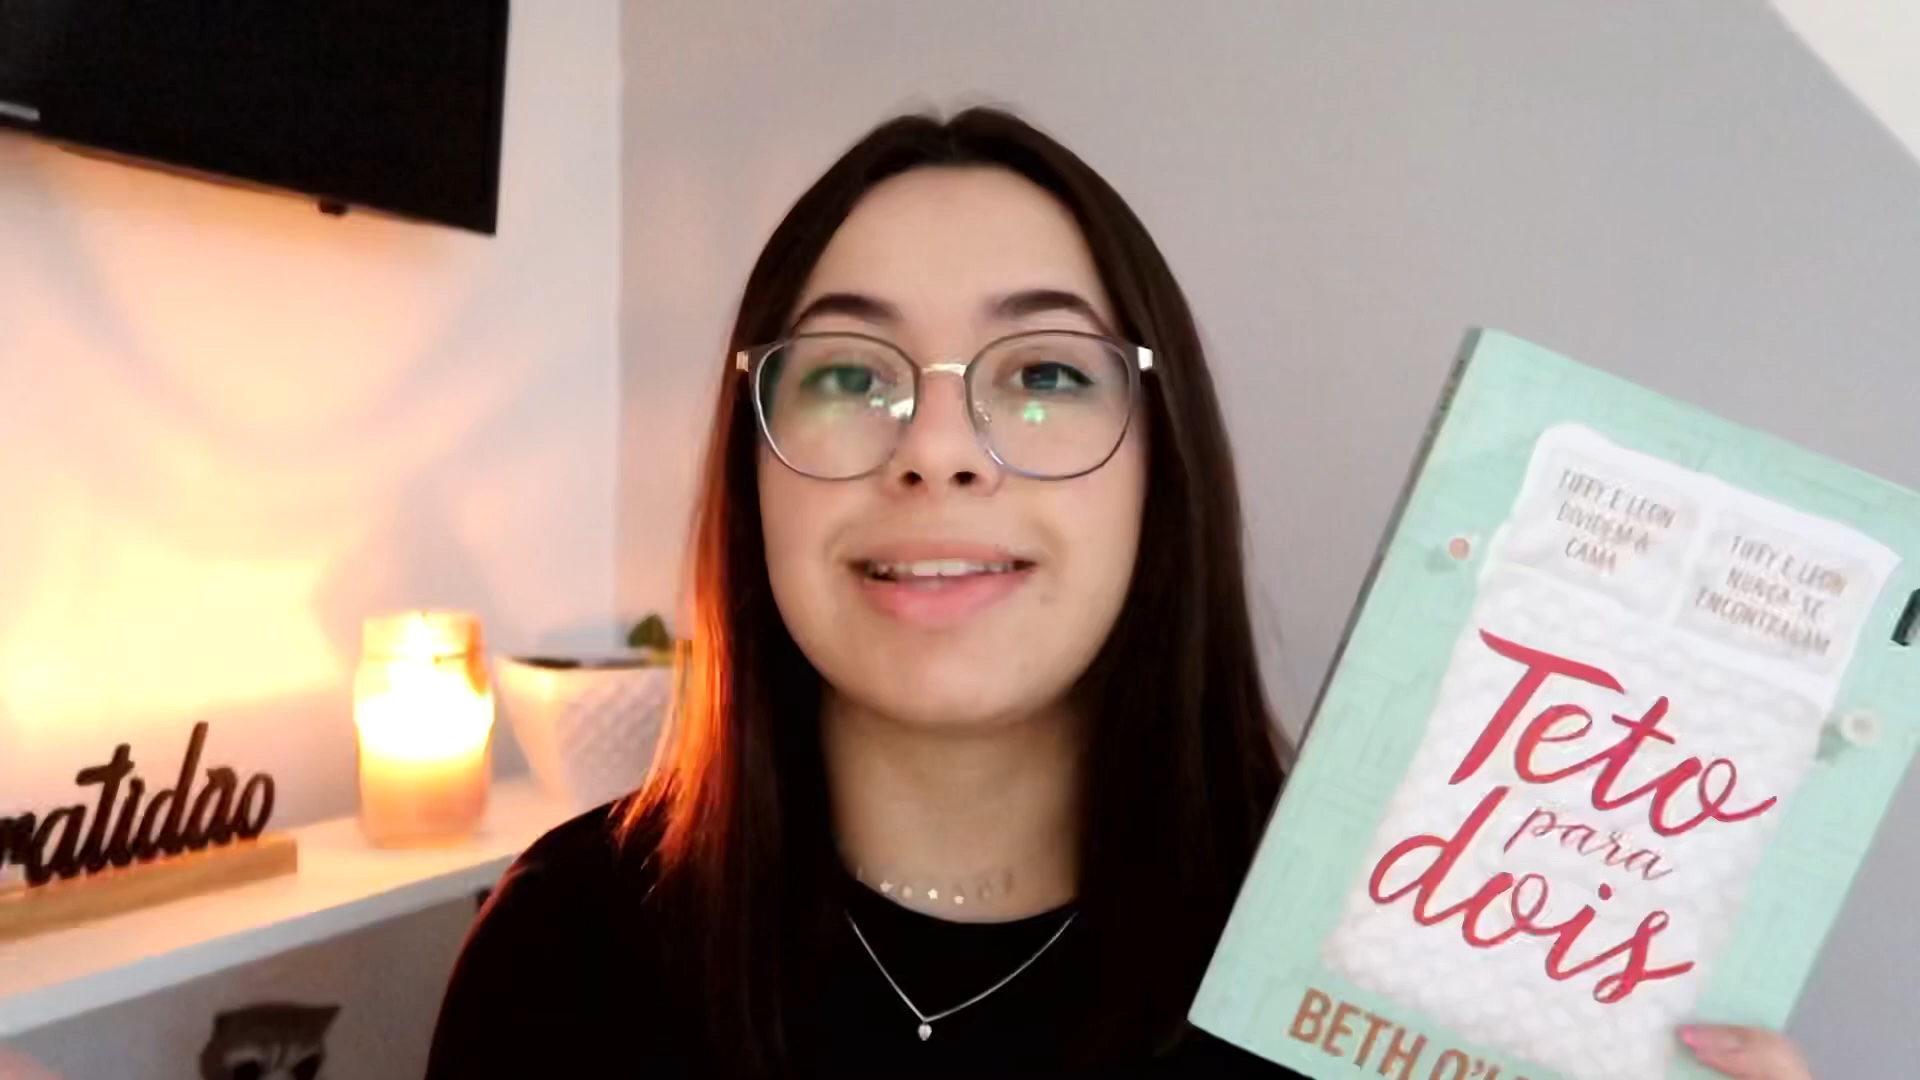 ratidão
TIFFY E LEON
DIVIDEM A
CAMA
TIFFY E LEON
NUNCA SE
ENCONTRARAM
Teto
para
dois
BETH O'L